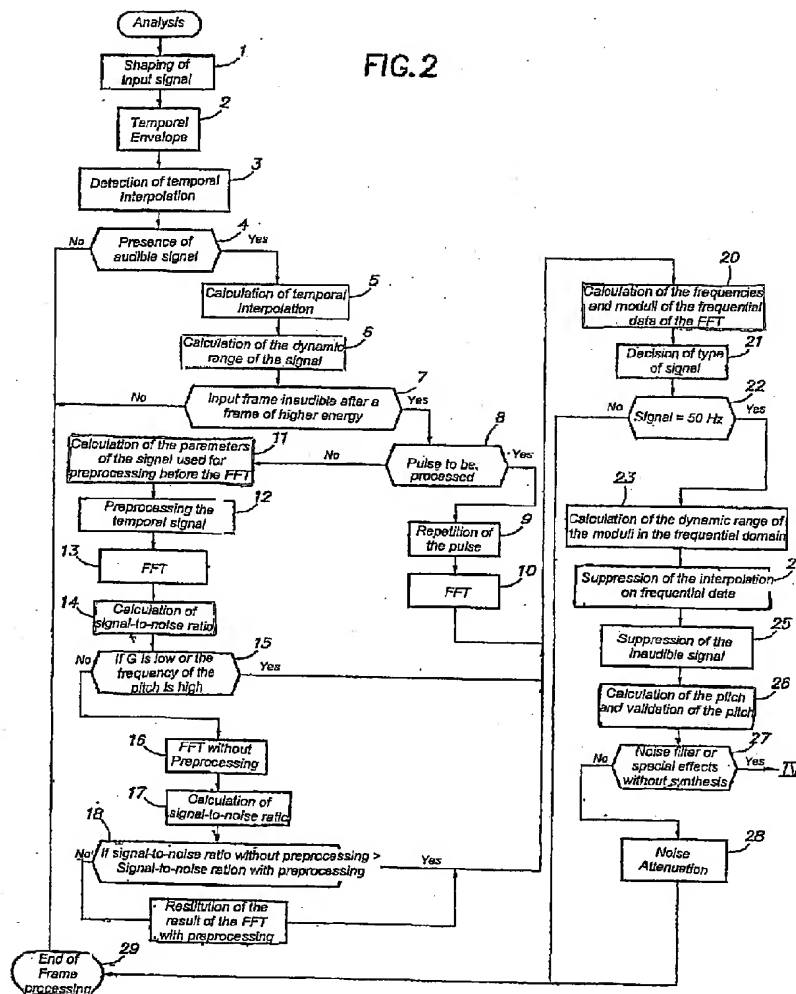 FIG.2
Analysis
1
Shaping of
Input signal
2
Temporal
Envelope
3
Detection of temporal
Interpolation
4
No
Presence of
audible signal
Yes
5
Calculation of temporal
Interpolation
6
Calculation of the dynamic
range of the signal
7
No
Input frame inaudible after a
frame of higher energy
Yes
8
No
Pulse to be
processed
Yes
9
Repetition of
the pulse
10
FFT
11
Calculation of the parameters
of the signal used for
preprocessing before the FFT
12
Preprocessing the
temporal signal
13
FFT
14
Calculation of
signal-to-noise ratio
15
No
If G is low or the
frequency of the
pitch is high
Yes
16
FFT without
Preprocessing
17
Calculation of
signal-to-noise ratio
18
No
If signal-to-noise ratio without preprocessing >
Signal-to-noise ration with preprocessing
Yes
Restitution of the
result of the FFT
with preprocessing
29
End of
Frame
processing
20
Calculation of the frequencies
and moduli of the frequential
data of the FFT
21
Decision of type
of signal
22
No
Signal = 50 Hz
Yes
23
Calculation of the dynamic range of
the moduli in the frequential domain
2
Suppression of the interpolation
on frequential data
25
Suppression of the
inaudible signal
26
Calculation of the pitch
and validation of the pitch
27
No
Noise filter or
special effects
without synthesis
Yes
28
Noise
Attenuation